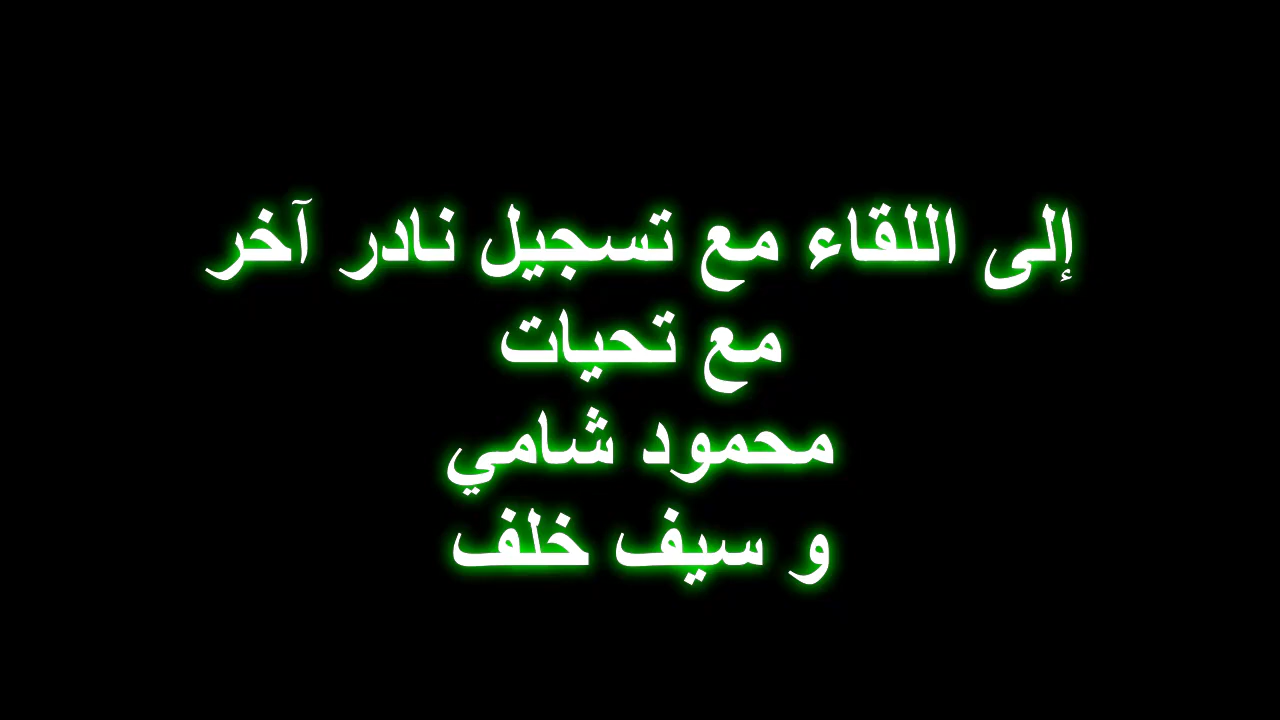 إلى اللقاء مع تسجيل نادر آخر
مع تحيات
محمود شامي
و سيف خلف